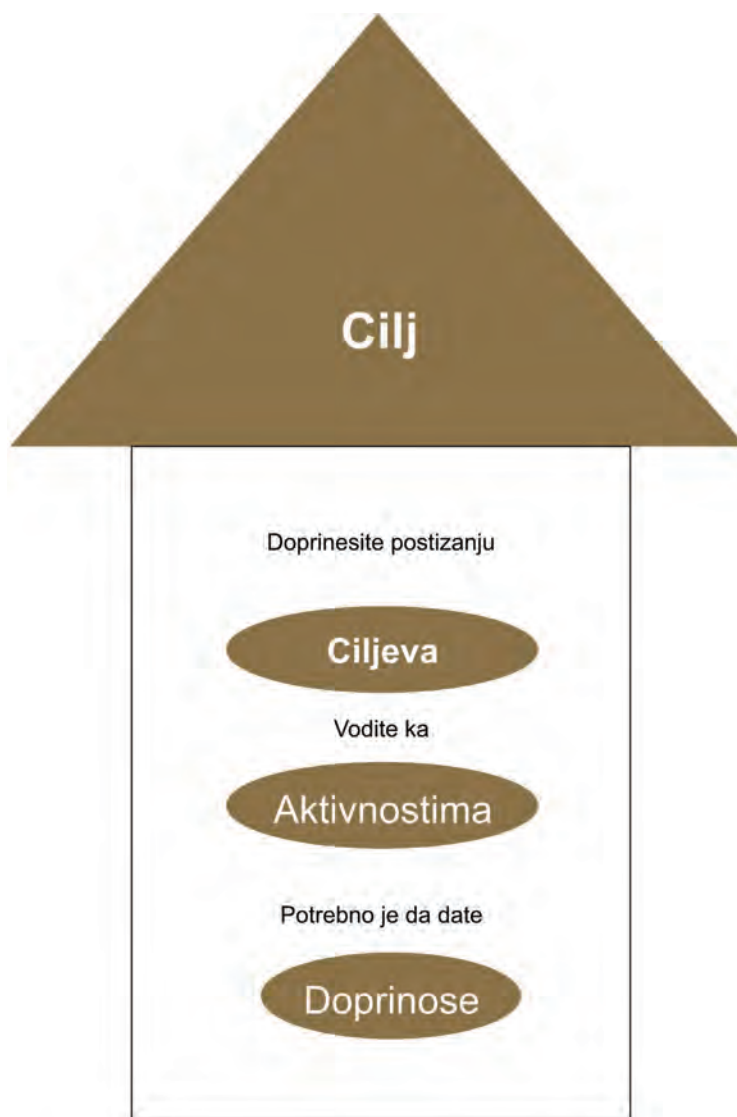 Cilj
Doprinesite postizanju
Ciljeva
Vodite ka
Aktivnostima
Potrebno je da date
Doprinose